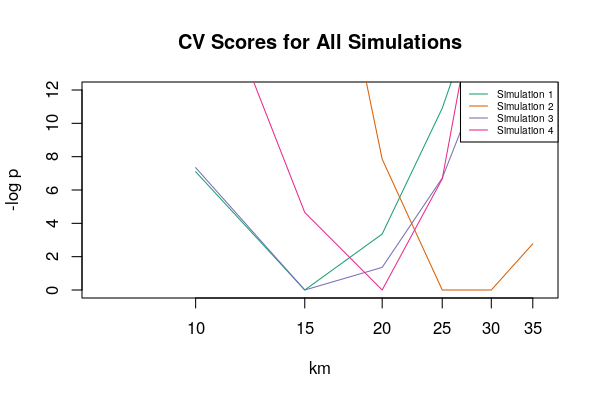 CV Scores for All Simulations
-log p
12
10
8
6
4
2
0
Simulation 1
Simulation 2
Simulation 3
Simulation 4
10 15 20 25 30 35
km